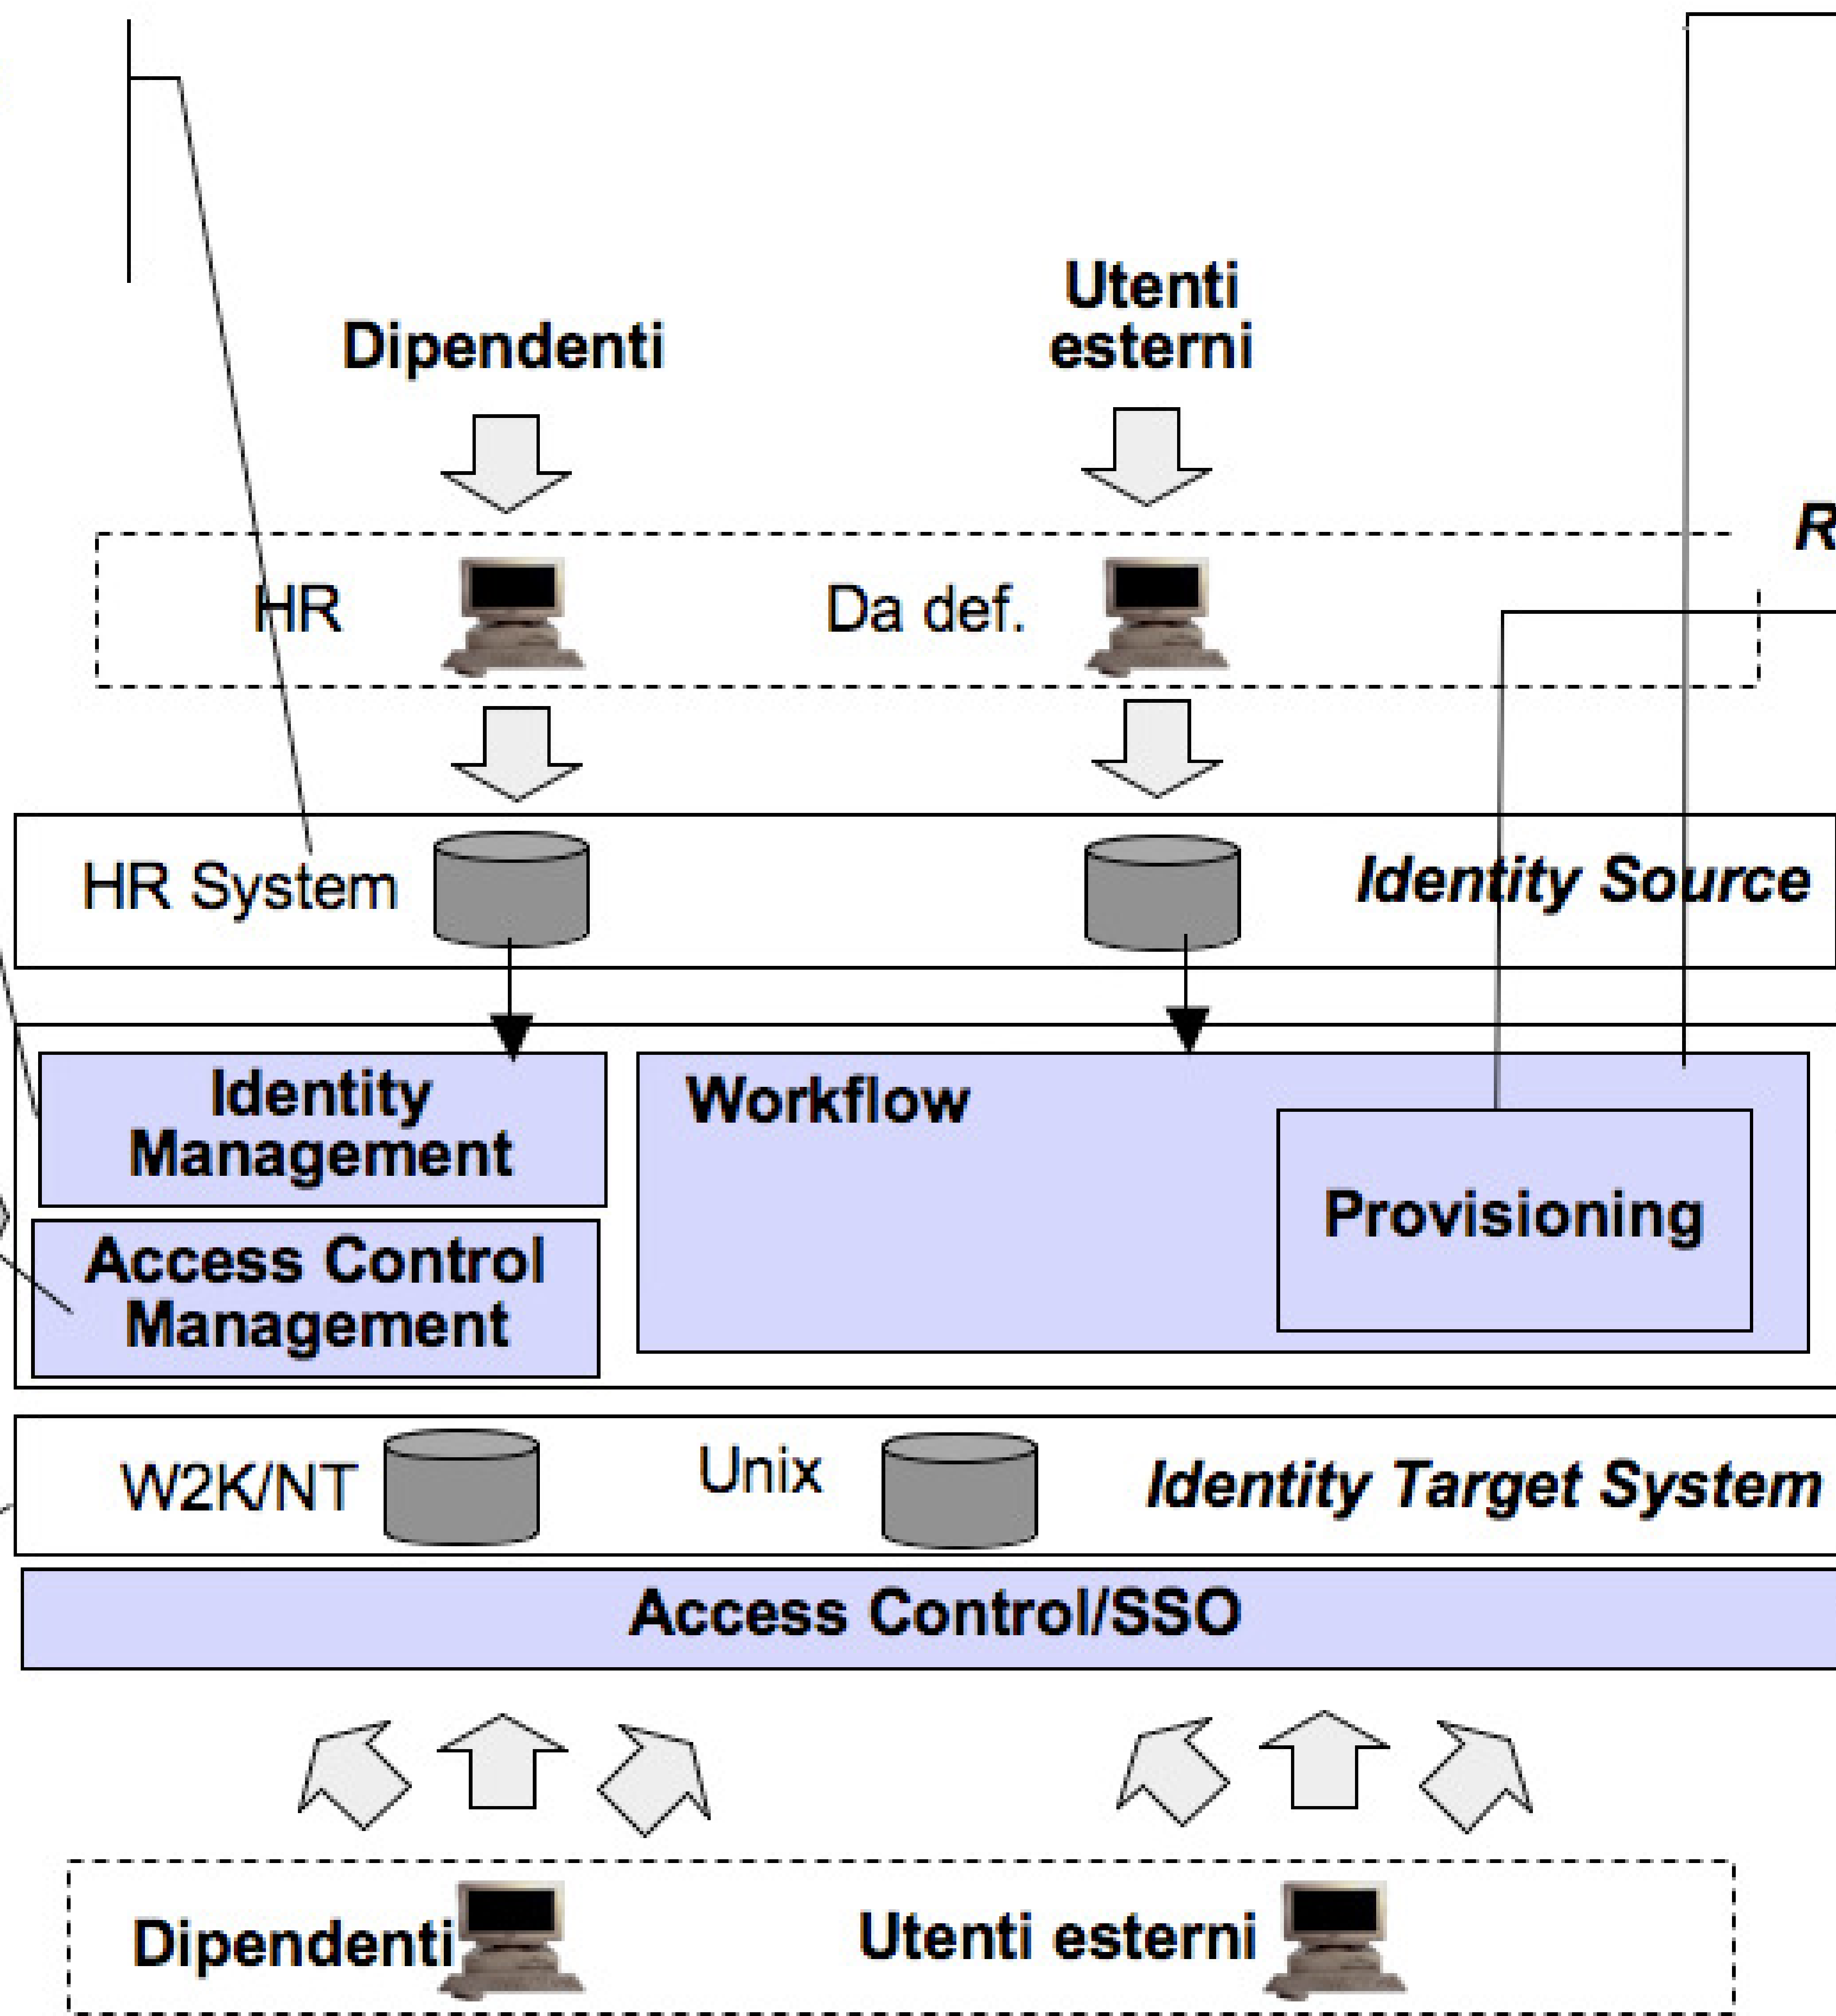 Utenti
esterni
Dipendenti
R
HR
Da def.
HR System
Identity Source
Identity
Management
Workflow
Access Control
Management
Provisioning
W2K/NT
Unix
Identity Target System
Access Control/SSO
Dipendenti
Utenti esterni